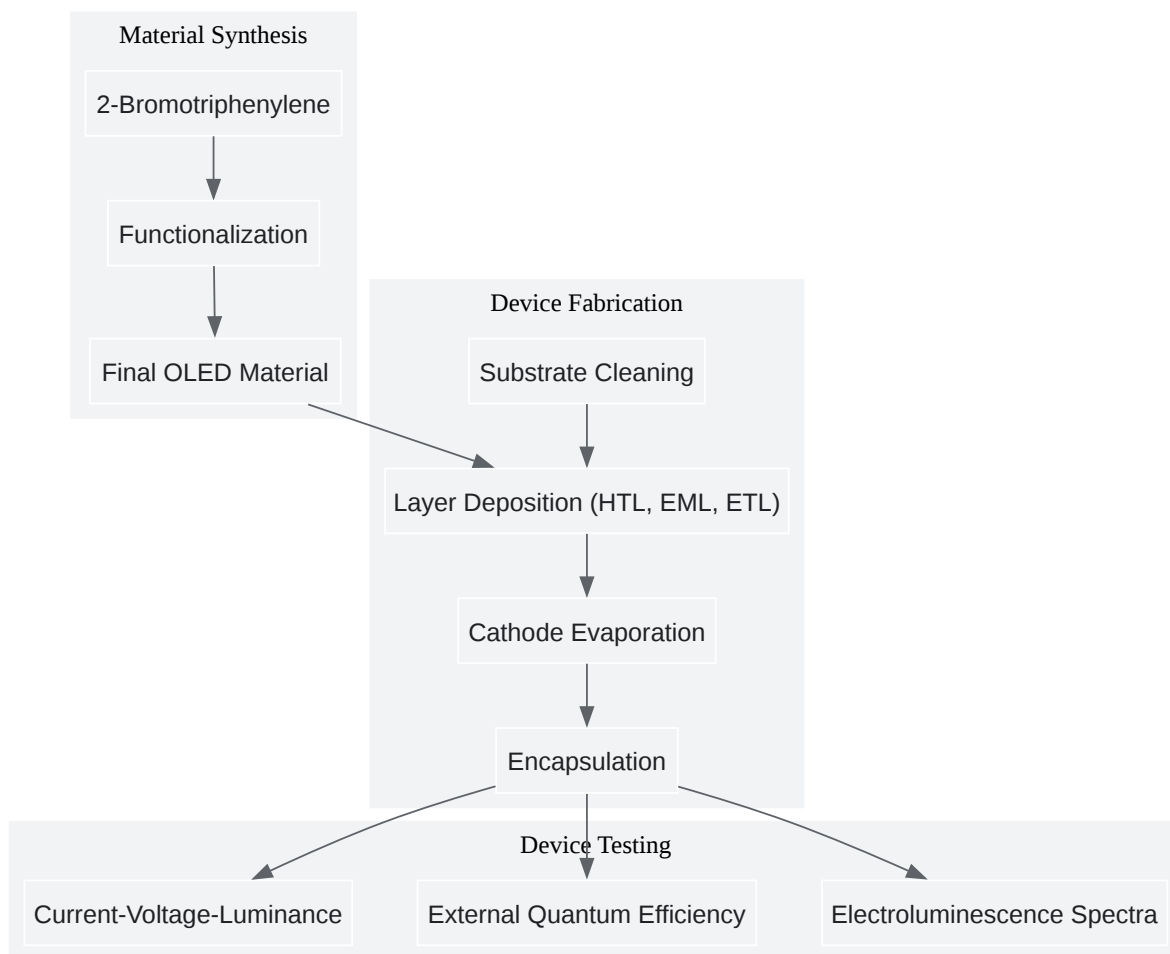 Material Synthesis
2-Bromotriphenylene
Functionalization
Final OLED Material
Device Fabrication
Substrate Cleaning
Layer Deposition (HTL, EML, ETL)
Cathode Evaporation
Encapsulation
Device Testing
Current-Voltage-Luminance
External Quantum Efficiency
Electroluminescence Spectra